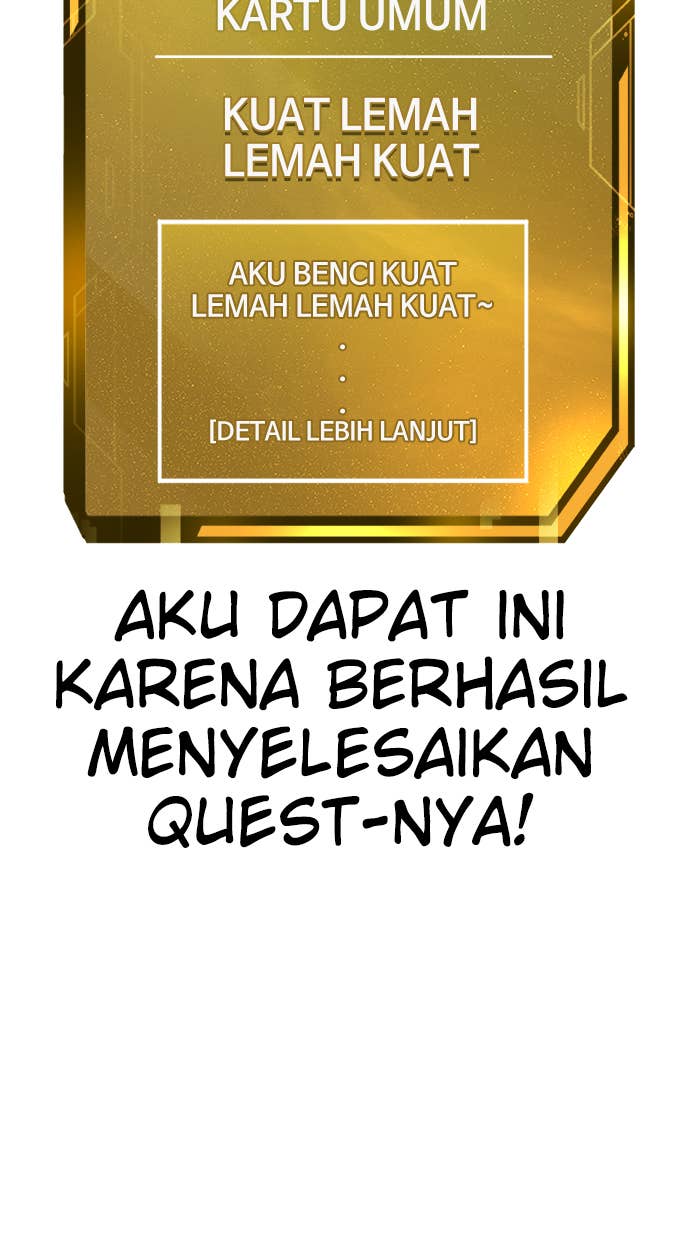 KARTU UMUM
KUAT LEMAH
LEMAH KUAT
AKU BENCI KUAT
LEMAH LEMAH KUAT~
.
.
.
[DETAIL LEBIH LANJUT]
AKU DAPAT INI
KARENA BERHASIL
MENYELESAIKAN
QUEST-NYA!